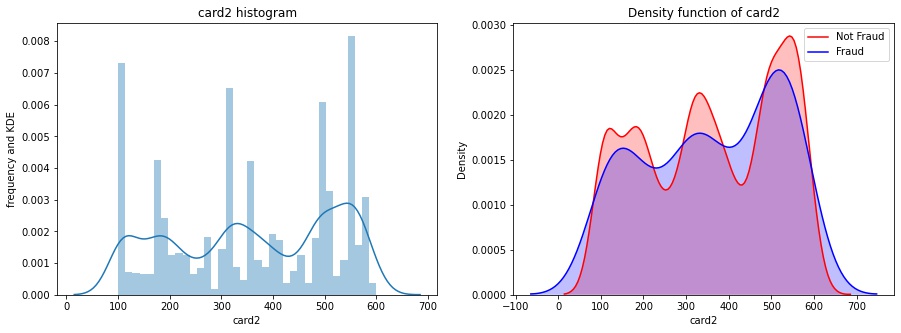 card2 histogram
frequency and KDE
0.008
0.007
0.006
0.005
0.004
0.003
0.002
0.001
0.000
0 100 200 300 400 500 600 700
card2
Density function of card2
Not Fraud
Fraud
Density
0.0030
0.0025
0.0020
0.0015
0.0010
0.0005
0.0000
−100 0 100 200 300 400 500 600 700
card2